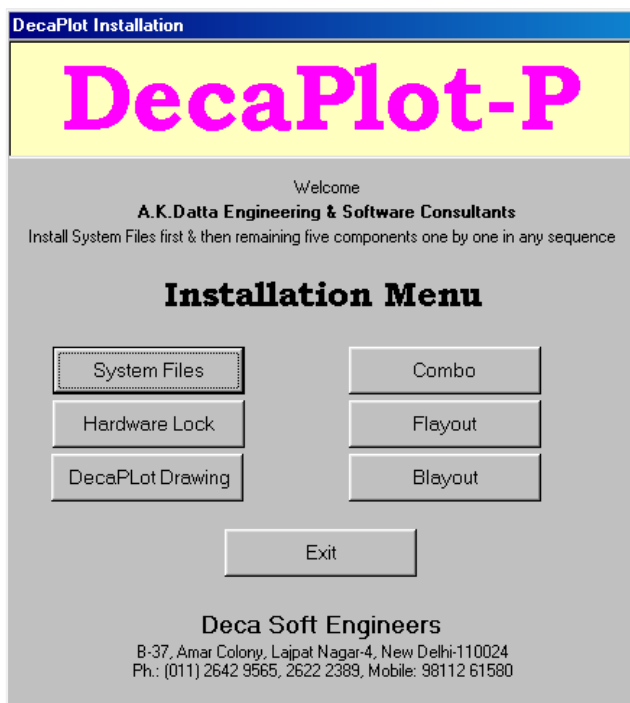 DecaPlot Installation
DecaPlot-P
Welcome
A.K.Datta Engineering & Software Consultants
Install System Files first & then remaining five components one by one in any sequence
Installation Menu
System Files
Combo
Hardware Lock
Flayout
DecaPLot Drawing
Blayout
Exit
Deca Soft Engineers
B-37, Amar Colony, Lajpat Nagar-4, New Delhi-110024
Ph.: (011) 2642 9565, 2622 2389, Mobile: 98112 61580